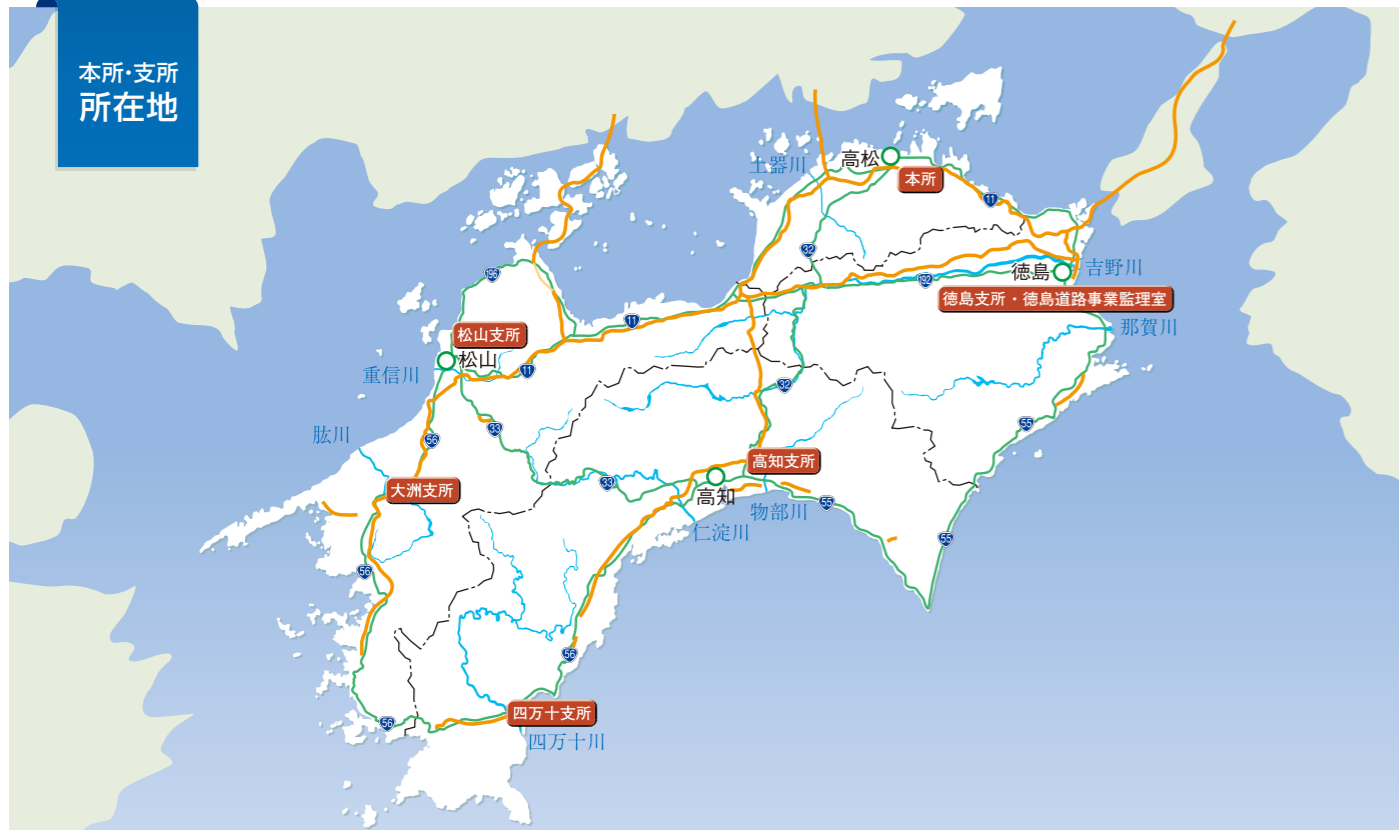 本所・支所
所在地
土器川
高松
本所
11
32
吉野川
徳島
192
徳島支所・徳島道路事業監理室
那賀川
196
11
松山支所
松山
重信川
11
32
33
56
55
肱川
高知支所
大洲支所
33
高知
物部川
55
仁淀川
55
56
56
四万十支所
56
四万十川